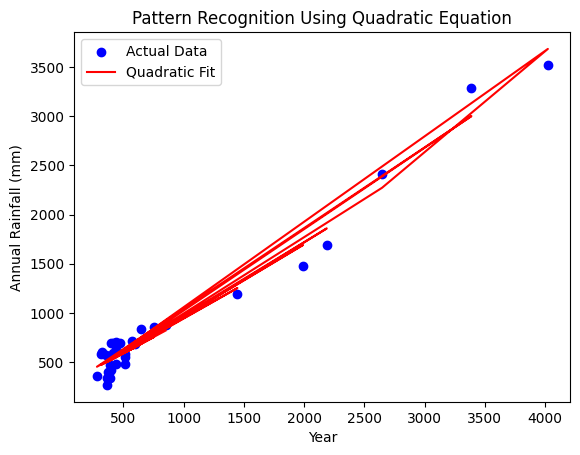 Pattern Recognition Using Quadratic Equation
Actual Data
Quadratic Fit
Annual Rainfall (mm)
3500
3000
2500
2000
1500
1000
500
500 1000 1500 2000 2500 3000 3500 4000
Year